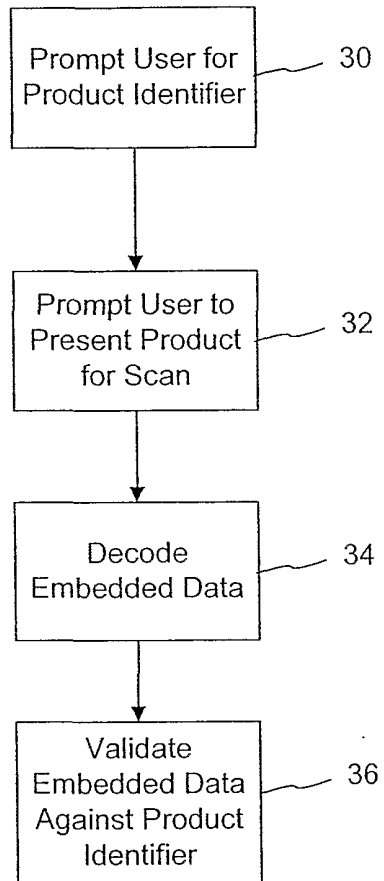 Prompt User for
Product Identifier
30
Prompt User to
Present Product
for Scan
32
Decode
Embedded Data
34
Validate
Embedded Data
Against Product
Identifier
36